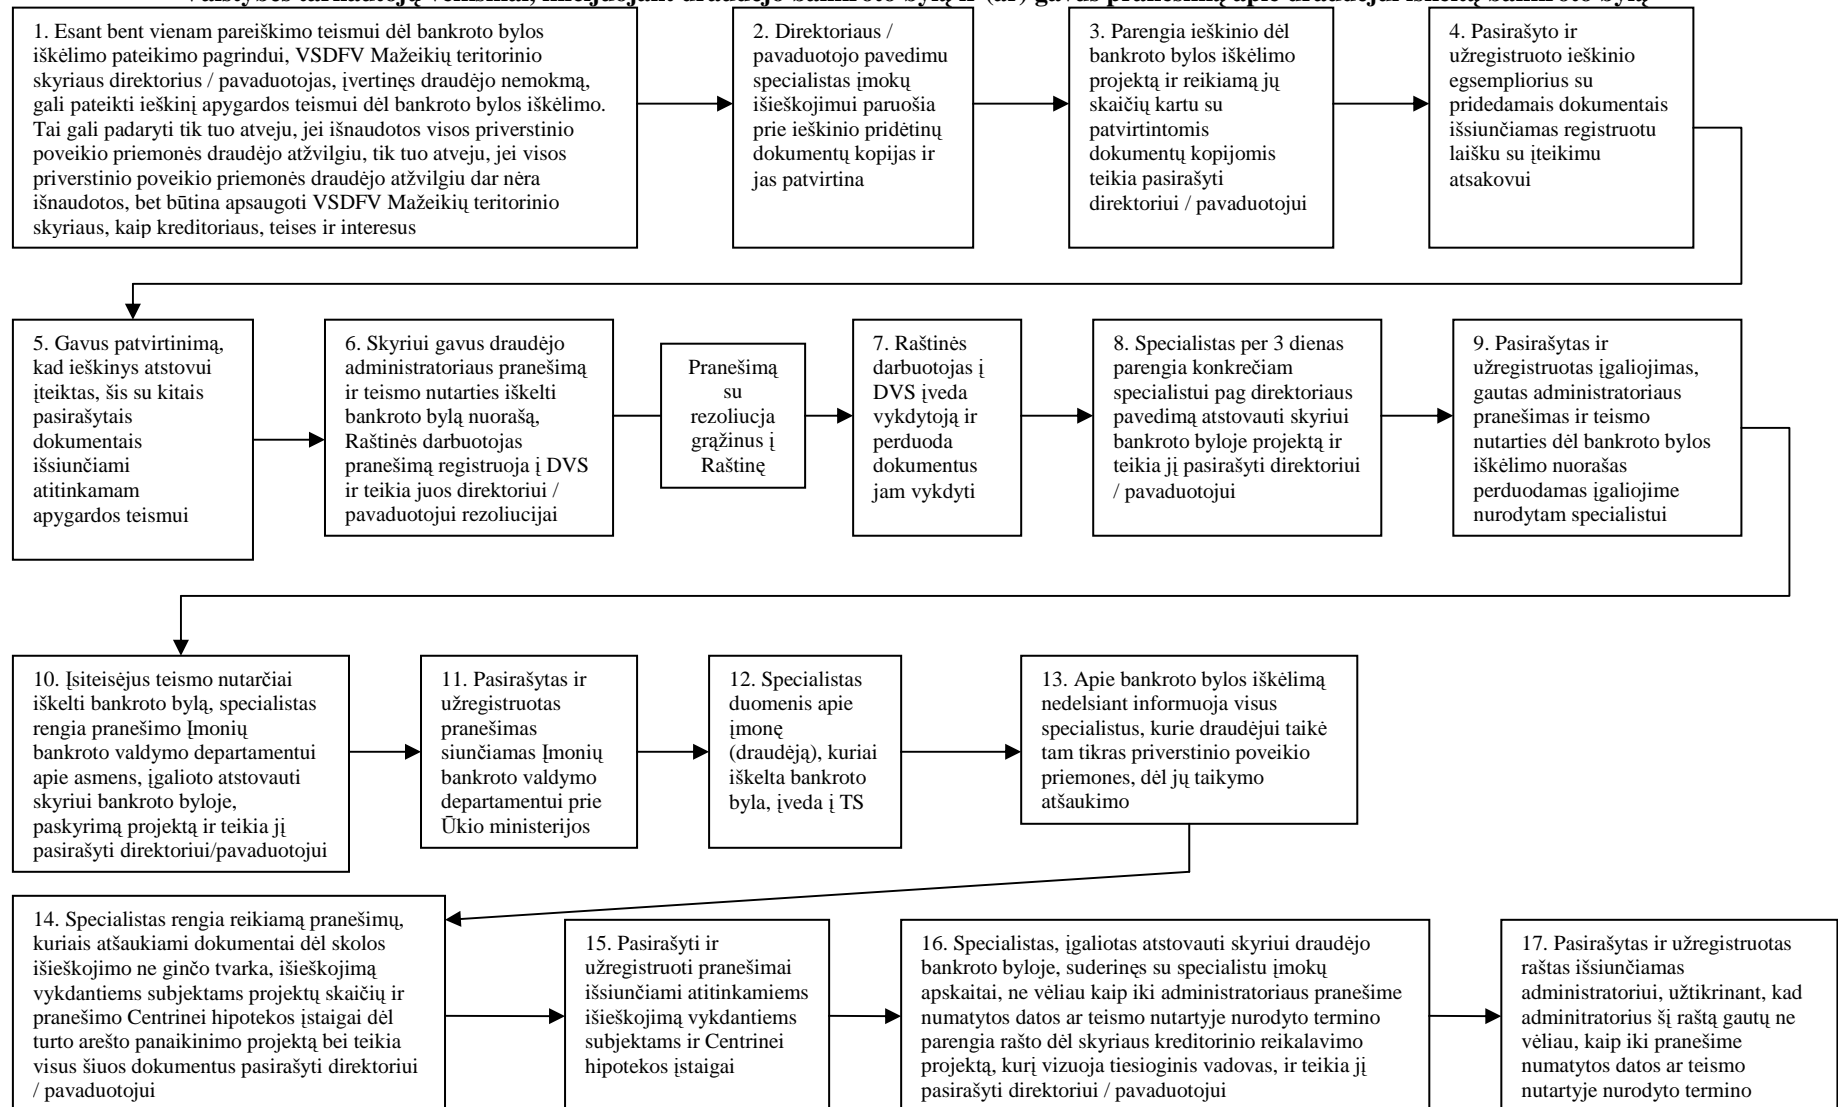 Valstybės tarnautojų veiksmai, inicijuojant draudėjo bankroto bylą ir (ar) gavus pranešimą apie draudėjui iškeltą bankroto bylą
1. Esant bent vienam pareiškimo teismui dėl bankroto bylos
iškėlimo pateikimo pagrindui, VSDFV Mažeikių teritorinio
skyriaus direktorius / pavaduotojas, įvertinęs draudėjo nemokmą,
gali pateikti ieškinį apygardos teismui dėl bankroto bylos iškėlimo.
Tai gali padaryti tik tuo atveju, jei išnaudotos visos priverstinio
poveikio priemonės draudėjo atžvilgiu, tik tuo atveju, jei visos
priverstinio poveikio priemonės draudėjo atžvilgiu dar nėra
išnaudotos, bet būtina apsaugoti VSDFV Mažeikių teritorinio
skyriaus, kaip kreditoriaus, teises ir interesus
2. Direktoriaus /
pavaduotojo pavedimu
specialistas įmokų
išieškojimui paruošia
prie ieškinio pridėtinų
dokumentų kopijas ir
jas patvirtina
3. Parengia ieškinio dėl
bankroto bylos iškėlimo
projektą ir reikiamą jų
skaičių kartu su
patvirtintomis
dokumentų kopijomis
teikia pasirašyti
direktoriui / pavaduotojui
4. Pasirašyto ir
užregistruoto ieškinio
egsempliorius su
pridedamais dokumentais
išsiunčiamas registruotu
laišku su įteikimu
atsakovui
5. Gavus patvirtinimą,
kad ieškinys atstovui
įteiktas, šis su kitais
pasirašytais
dokumentais
išsiunčiami
atitinkamam
apygardos teismui
6. Skyriui gavus draudėjo
administratoriaus pranešimą
ir teismo nutarties iškelti
bankroto bylą nuorašą,
Raštinės darbuotojas
pranešimą registruoja į DVS
ir teikia juos direktoriui /
pavaduotojui rezoliucijai
Pranešimą
su
rezoliucja
grąžinus į
Raštinę
7. Raštinės
darbuotojas į
DVS įveda
vykdytoją ir
perduoda
dokumentus
jam vykdyti
8. Specialistas per 3 dienas
parengia konkrečiam
specialistui pag direktoriaus
pavedimą atstovauti skyriui
bankroto byloje projektą ir
teikia jį pasirašyti direktoriui
/ pavaduotojui
9. Pasirašytas ir
užregistruotas įgaliojimas,
gautas administratoriaus
pranešimas ir teismo
nutarties dėl bankroto bylos
iškėlimo nuorašas
perduodamas įgaliojime
nurodytam specialistui
10. Įsiteisėjus teismo nutarčiai
iškelti bankroto bylą, specialistas
rengia pranešimo Įmonių
bankroto valdymo departamentui
apie asmens, įgalioto atstovauti
skyriui bankroto byloje,
paskyrimą projektą ir teikia jį
pasirašyti direktoriui/pavaduotojui
11. Pasirašytas ir
užregistruotas
pranešimas
siunčiamas Įmonių
bankroto valdymo
departamentui prie
Ūkio ministerijos
12. Specialistas
duomenis apie
įmonę
(draudėją), kuriai
iškelta bankroto
byla, įveda į TS
13. Apie bankroto bylos iškėlimą
nedelsiant informuoja visus
specialistus, kurie draudėjui taikė
tam tikras priverstinio poveikio
priemones, dėl jų taikymo
atšaukimo
14. Specialistas rengia reikiamą pranešimų,
kuriais atšaukiami dokumentai dėl skolos
išieškojimo ne ginčo tvarka, išieškojimą
vykdantiems subjektams projektų skaičių ir
pranešimo Centrinei hipotekos įstaigai dėl
turto arešto panaikinimo projektą bei teikia
visus šiuos dokumentus pasirašyti direktoriui
/ pavaduotojui
15. Pasirašyti ir
užregistruoti pranešimai
išsiunčiami atitinkamiems
išieškojimą vykdantiems
subjektams ir Centrinei
hipotekos įstaigai
16. Specialistas, įgaliotas atstovauti skyriui draudėjo
bankroto byloje, suderinęs su specialistu įmokų
apskaitai, ne vėliau kaip iki administratoriaus pranešime
numatytos datos ar teismo nutartyje nurodyto termino
parengia rašto dėl skyriaus kreditorinio reikalavimo
projektą, kurį vizuoja tiesioginis vadovas, ir teikia jį
pasirašyti direktoriui / pavaduotojui
17. Pasirašytas ir užregistruotas
raštas išsiunčiamas
administratoriui, užtikrinant, kad
adminitratorius šį raštą gautų ne
vėliau, kaip iki pranešime
numatytos datos ar teismo
nutartyje nurodyto termino